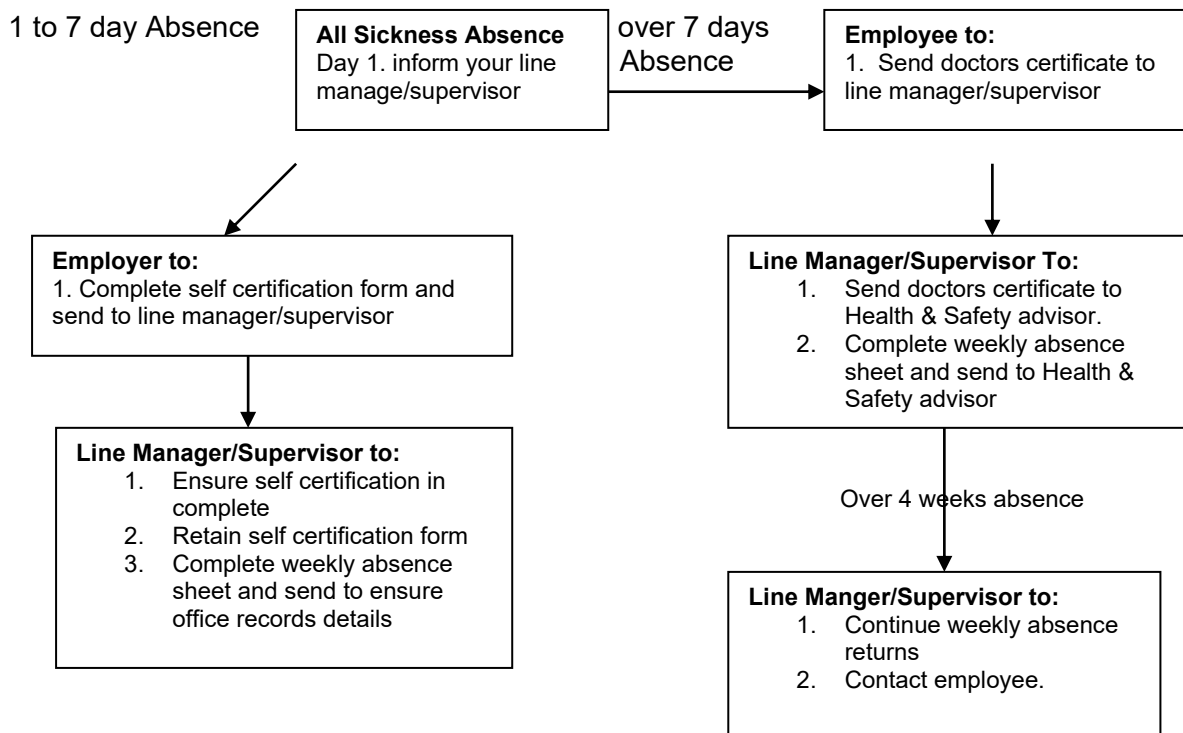 1 to 7 day Absence
All Sickness Absence
Day 1. inform your line
manage/supervisor
over 7 days
Absence
Employee to:
1. Send doctors certificate to
line manager/supervisor
Employer to:
1. Complete self certification form and
send to line manager/supervisor
Line Manager/Supervisor to:
1. Ensure self certification in
complete
2. Retain self certification form
3. Complete weekly absence
sheet and send to ensure
office records details
Line Manager/Supervisor To:
1. Send doctors certificate to
Health & Safety advisor.
2. Complete weekly absence
sheet and send to Health &
Safety advisor
Over 4 weeks absence
Line Manger/Supervisor to:
1. Continue weekly absence
returns
2. Contact employee.